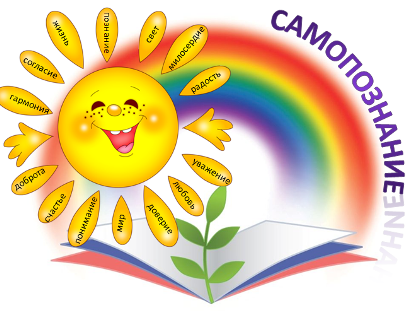 САМОПОЗНАНИЕ
жизнь
познание
свет
милосердие
радость
уважение
любовь
доверие
мир
понимание
счастье
доброта
гармония
согласие